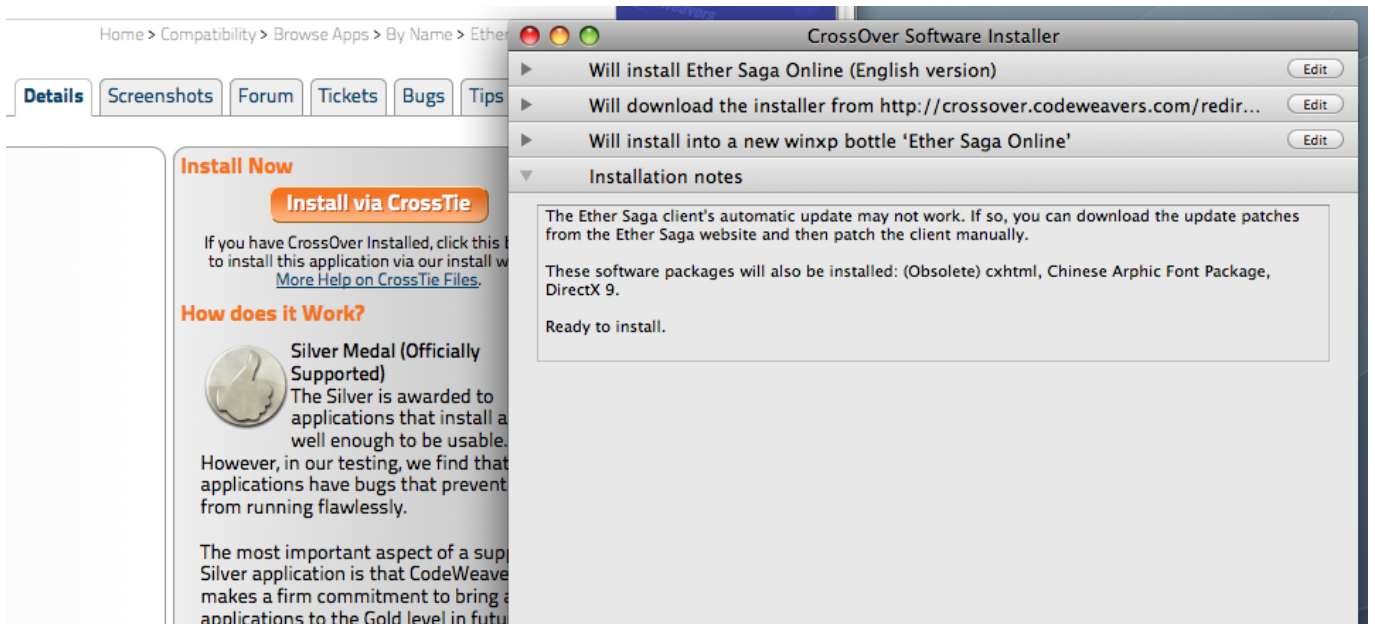 weavers
Home > Compatibility > Browse Apps > By Name > Ether
Details
Screenshots
Forum
Tickets
Bugs
Tips
Install Now
Install via CrossTie
If you have CrossOver Installed, click this
to install this application via our install
More Help on CrossTie Files.
How does it Work?
Silver Medal (Officially
Supported)
The Silver is awarded to
applications that install
well enough to be usable.
However, in our testing, we find that
applications have bugs that prevent
from running flawlessly.
The most important aspect of a
Silver application is that
makes a firm commitment to bring
applications to the Gold level in
CrossOver Software Installer
Will install Ether Saga Online (English version)
Edit
Will download the installer from http://crossover.codeweavers.com/redir...
Edit
Will install into a new winxp bottle ‘Ether Saga Online’
Edit
Installation notes
The Ether Saga client's automatic update may not work. If so, you can download the update patches
from the Ether Saga website and then patch the client manually.
These software packages will also be installed: (Obsolete) cxhtml, Chinese Arphic Font Package,
DirectX 9.
Ready to install.